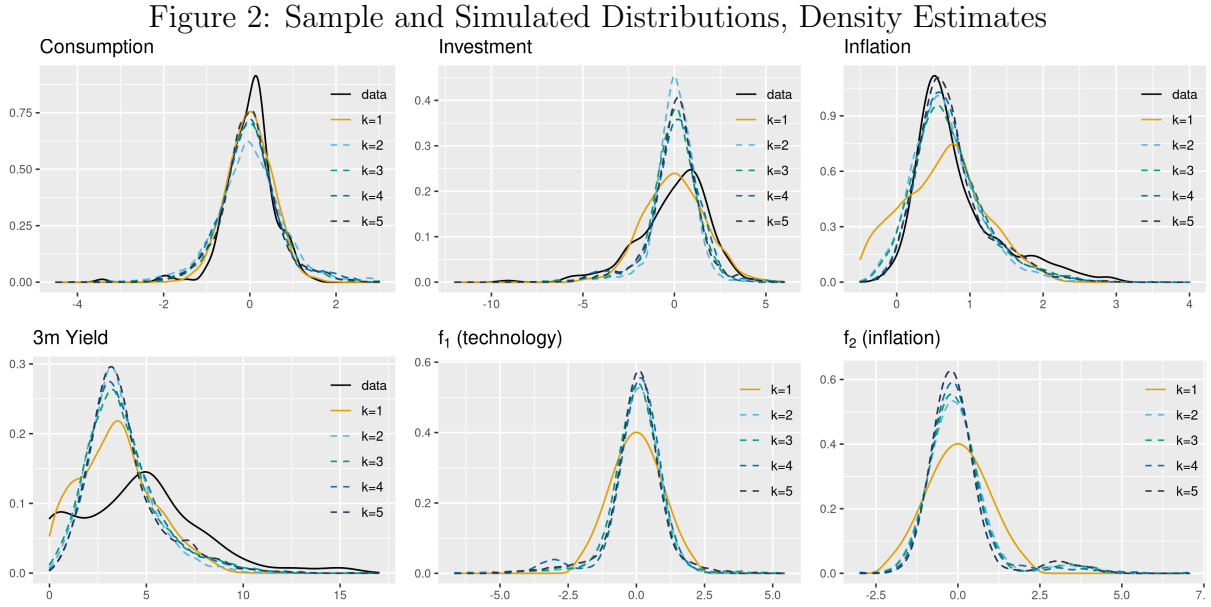 Figure 2: Sample and Simulated Distributions, Density Estimates
Consumption
0.75
0.50
0.25
0.00
-4
-2
0
2
data
k=1
k=2
k=3
k=4
k=5
Investment
0.4
0.3
0.2
0.1
0.0
-10
-5
0
5
data
k=1
k=2
k=3
k=4
k=5
Inflation
0.9
0.6
0.3
0.0
0
1
2
3
4
data
k=1
k=2
k=3
k=4
k=5
3m Yield
0.3
0.2
0.1
0.0
0
5
10
15
data
k=1
k=2
k=3
k=4
k=5
f₁ (technology)
0.6
0.4
0.2
0.0
-5.0
-2.5
0.0
2.5
5.0
k=1
k=2
k=3
k=4
k=5
f₂ (inflation)
0.6
0.4
0.2
0.0
-2.5
0.0
2.5
5.0
7.
k=1
k=2
k=3
k=4
k=5